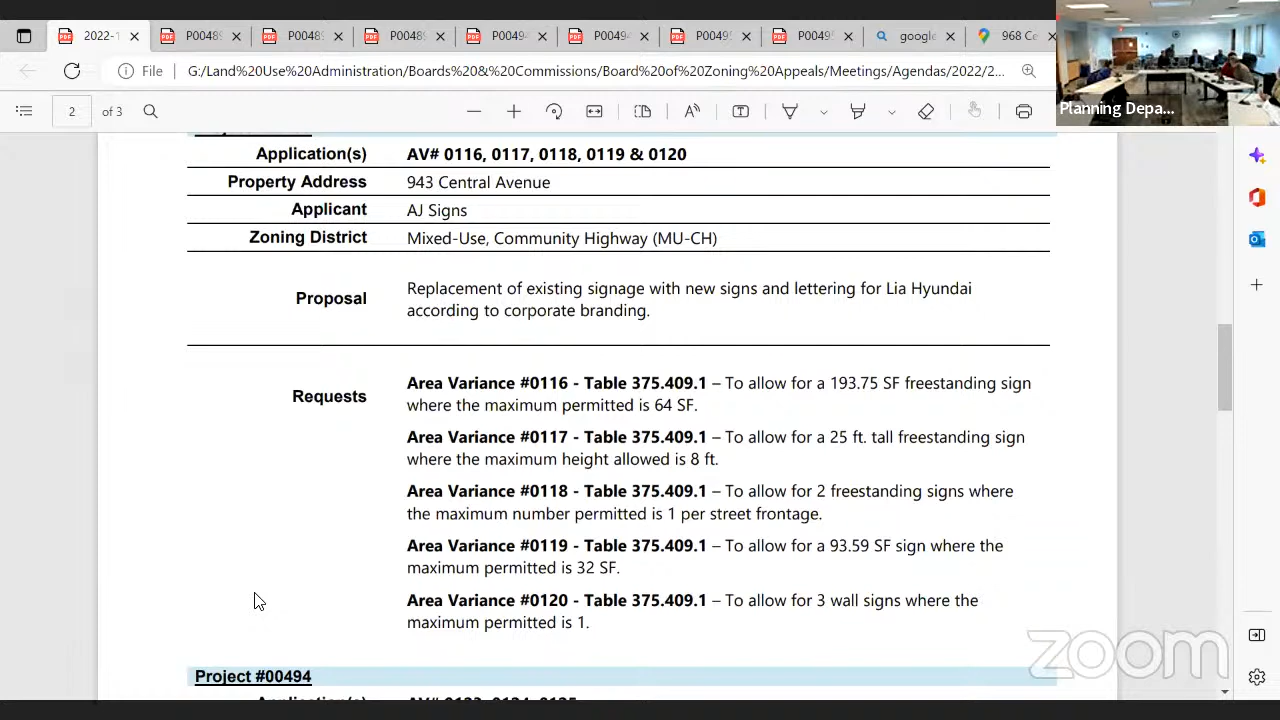 2022-1
P0048
P0048
P0048
P0049
P0049
P0049
P0049
google
968 Ce
File
G:/Land%20Use%20Administration/Boards%20&%20Commissions/Board%20of%20Zoning%20Appeals/Meetings/Agendas/2022/2...
Planning Depa...
2 of 3
Application(s) AV# 0116, 0117, 0118, 0119 & 0120
Property Address 943 Central Avenue
Applicant AJ Signs
Zoning District Mixed-Use, Community Highway (MU-CH)
Proposal Replacement of existing signage with new signs and lettering for Lia Hyundai
according to corporate branding.
Requests Area Variance #0116 - Table 375.409.1 – To allow for a 193.75 SF freestanding sign
where the maximum permitted is 64 SF.
Area Variance #0117 - Table 375.409.1 – To allow for a 25 ft. tall freestanding sign
where the maximum height allowed is 8 ft.
Area Variance #0118 - Table 375.409.1 – To allow for 2 freestanding signs where
the maximum number permitted is 1 per street frontage.
Area Variance #0119 - Table 375.409.1 – To allow for a 93.59 SF sign where the
maximum permitted is 32 SF.
Area Variance #0120 - Table 375.409.1 – To allow for 3 wall signs where the
maximum permitted is 1.
zoom
Project #00494